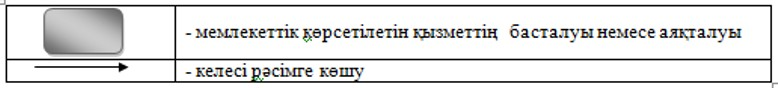 - мемлекеттік көрсетілетін қызметтің басталуы немесе аяқталуы
- келесі рәсімге көшу